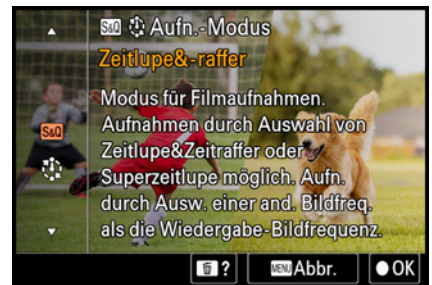 S&Q Aufn.-Modus
Zeitlupe&-raffer
Modus für Filmaufnahmen.
Aufnahmen durch Auswahl von
S&Q
Zeitlupe&Zeitraffer oder
Superzeitlupe möglich. Aufn.
durch Ausw. einer and. Bildfreq.
als die Wiedergabe-Bildfrequenz.
? MENU Abbr. OK